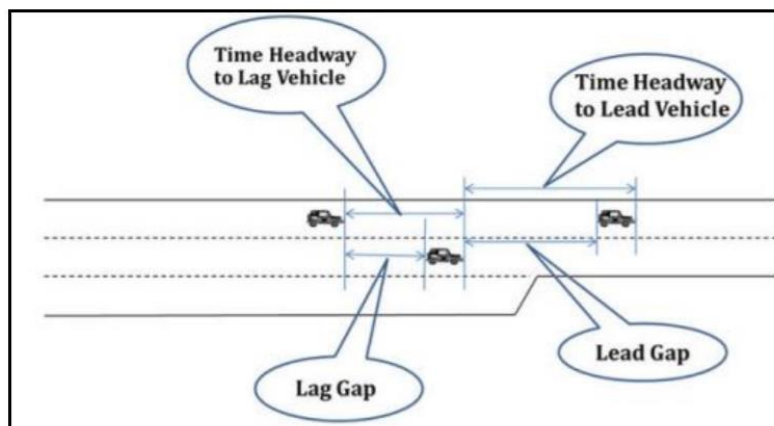 Time Headway
to Lag Vehicle
Time Headway
to Lead Vehicle
Lag Gap
Lead Gap